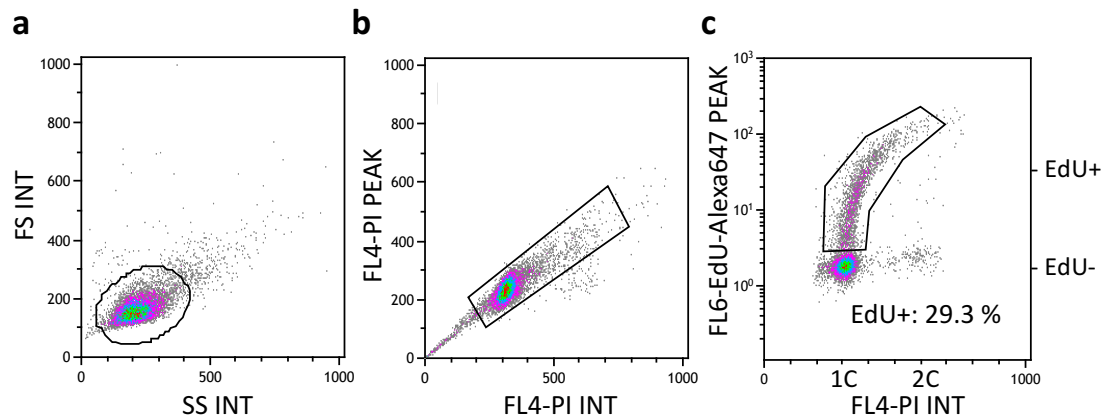 a
1000
800
600
400
200
0
FS INT
0
500
1000
SS INT
b
1000
800
600
400
200
0
FL4-PI PEAK
0
500
1000
FL4-PI INT
c
10³
10²
10¹
10⁰
FL6-EdU-Alexa647 PEAK
EdU+
EdU-
EdU+: 29.3 %
0
1C
2C
1000
FL4-PI INT